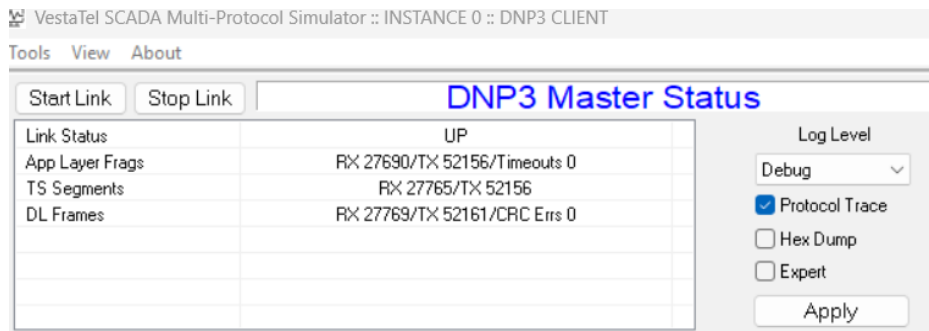 VestaTel SCADA Multi-Protocol Simulator :: INSTANCE 0 :: DNP3 CLIENT
Tools View About
Start Link Stop Link DNP3 Master Status
Link Status UP
App Layer Frags RX 27690/TX 52156/Timeouts 0
TS Segments RX 27765/TX 52156
DL Frames RX 27769/TX 52161/CRC Errs 0
Log Level
Debug
Protocol Trace
Hex Dump
Expert
Apply